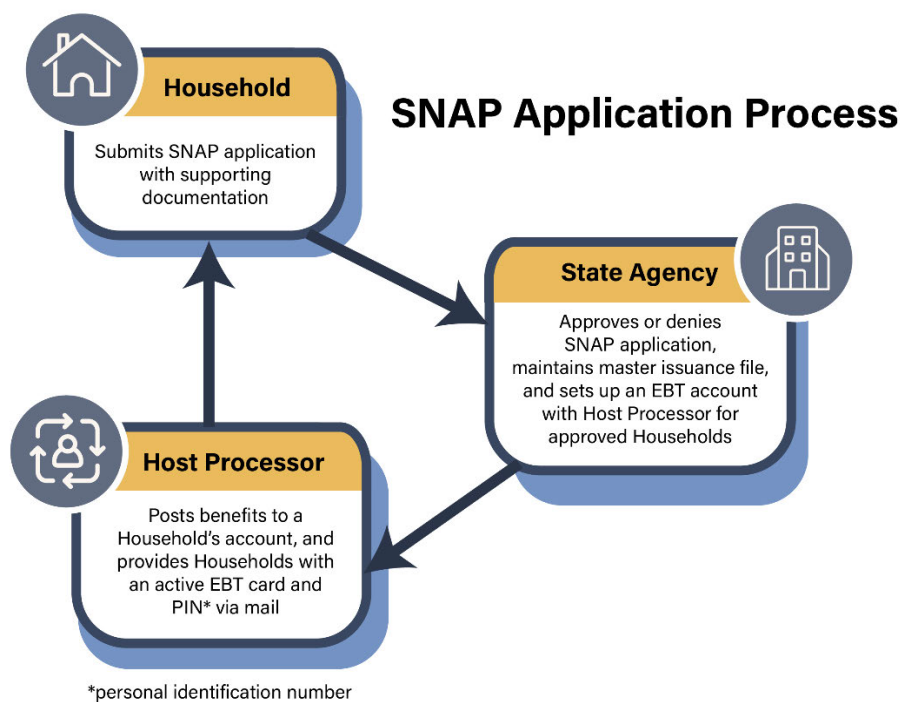 SNAP Application Process
Household
Submits SNAP application
with supporting
documentation
State Agency
Approves or denies
SNAP application,
maintains master issuance file,
and sets up an EBT account
with Host Processor for
approved Households
Host Processor
Posts benefits to a
Household's account, and
provides Households with
an active EBT card and
PIN* via mail
*personal identification number